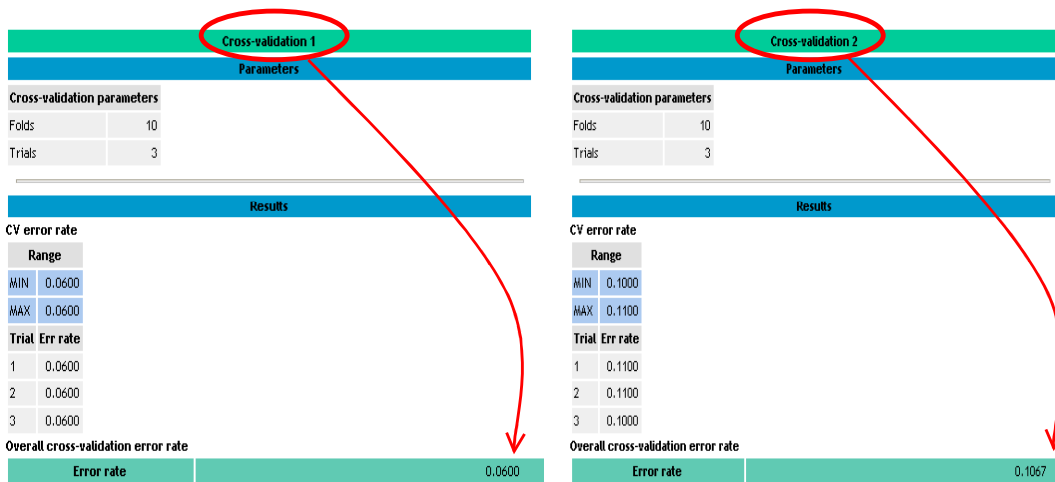 Cross-validation 1
Parameters
Cross-validation parameters
Folds 10
Trials 3
Results
CV error rate
Range
MIN 0.0600
MAX 0.0600
Trial Err rate
1 0.0600
2 0.0600
3 0.0600
Overall cross-validation error rate
Error rate 0.0600
Cross-validation 2
Parameters
Cross-validation parameters
Folds 10
Trials 3
Results
CV error rate
Range
MIN 0.1000
MAX 0.1100
Trial Err rate
1 0.1100
2 0.1100
3 0.1000
Overall cross-validation error rate
Error rate 0.1067